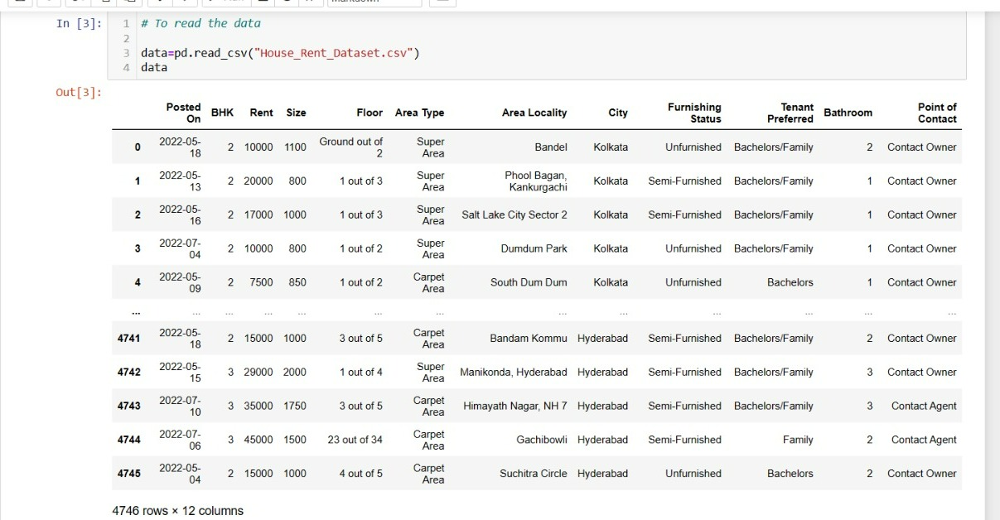 In [3]:
1 # To read the data
2
3 data=pd.read_csv("House_Rent_Dataset.csv")
4 data
Out[3]:
Posted On BHK Rent Size Floor Area Type Area Locality City Furnishing Status Tenant Preferred Bathroom Point of Contact
0 2022-05-18 2 10000 1100 Ground out of 2 Super Area Bandel Kolkata Unfurnished Bachelors/Family 2 Contact Owner
1 2022-05-13 2 20000 800 1 out of 3 Super Area Phool Bagan, Kankurgachi Kolkata Semi-Furnished Bachelors/Family 1 Contact Owner
2 2022-05-16 2 17000 1000 1 out of 3 Super Area Salt Lake City Sector 2 Kolkata Semi-Furnished Bachelors/Family 1 Contact Owner
3 2022-07-04 2 10000 800 1 out of 2 Super Area Dumdum Park Kolkata Unfurnished Bachelors/Family 1 Contact Owner
4 2022-05-09 2 7500 850 1 out of 2 Carpet Area South Dum Dum Kolkata Unfurnished Bachelors 1 Contact Owner
... ... ... ... ... ... ... ... ... ... ... ... ...
4741 2022-05-18 2 15000 1000 3 out of 5 Carpet Area Bandam Kommu Hyderabad Semi-Furnished Bachelors/Family 2 Contact Owner
4742 2022-05-15 3 29000 2000 1 out of 4 Super Area Manikonda, Hyderabad Hyderabad Semi-Furnished Bachelors/Family 3 Contact Owner
4743 2022-07-10 3 35000 1750 3 out of 5 Carpet Area Himayath Nagar, NH 7 Hyderabad Semi-Furnished Bachelors/Family 3 Contact Agent
4744 2022-07-06 3 45000 1500 23 out of 34 Carpet Area Gachibowli Hyderabad Semi-Furnished Family 2 Contact Agent
4745 2022-05-04 2 15000 1000 4 out of 5 Carpet Area Suchitra Circle Hyderabad Unfurnished Bachelors 2 Contact Owner
4746 rows × 12 columns